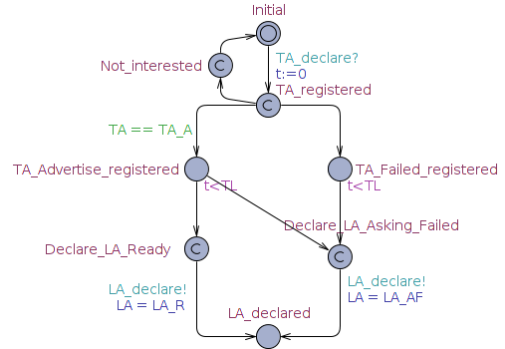 Initial
TA_declare?
Not_interested
t:=0
TA_registered
C
C
TA == TA_A
TA_Advertise_registered
TA_Failed_registered
t<TL
t<TL
Declare_LA_Asking_Failed
Declare_LA_Ready
C
C
LA_declare!
LA_declare!
LA = LA_R
LA = LA_AF
LA_declared